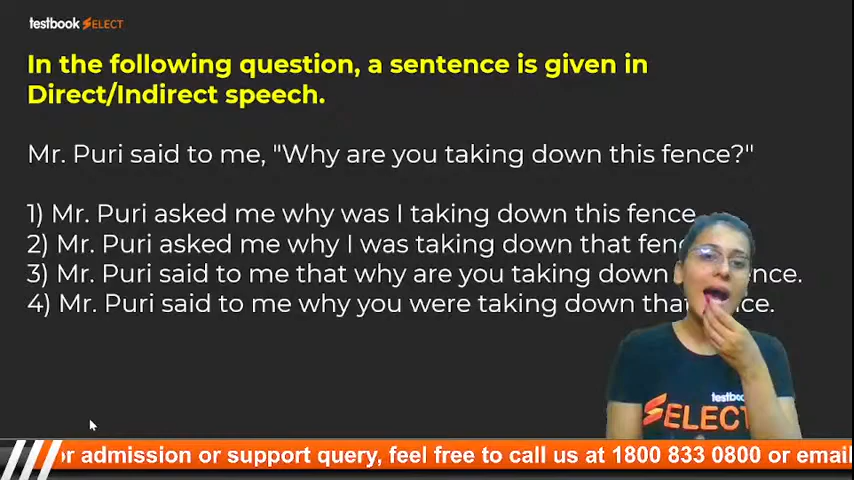 testbook SELECT
In the following question, a sentence is given in
Direct/Indirect speech.
Mr. Puri said to me, "Why are you taking down this fence?"
1) Mr. Puri asked me why was I taking down this fence.
2) Mr. Puri asked me why I was taking down that
3) Mr. Puri said to me that why are you taking down
4) Mr. Puri said to me why you were taking down
testbook
SELECT
or admission or support query, feel free to call us at 1800 833 0800 or email